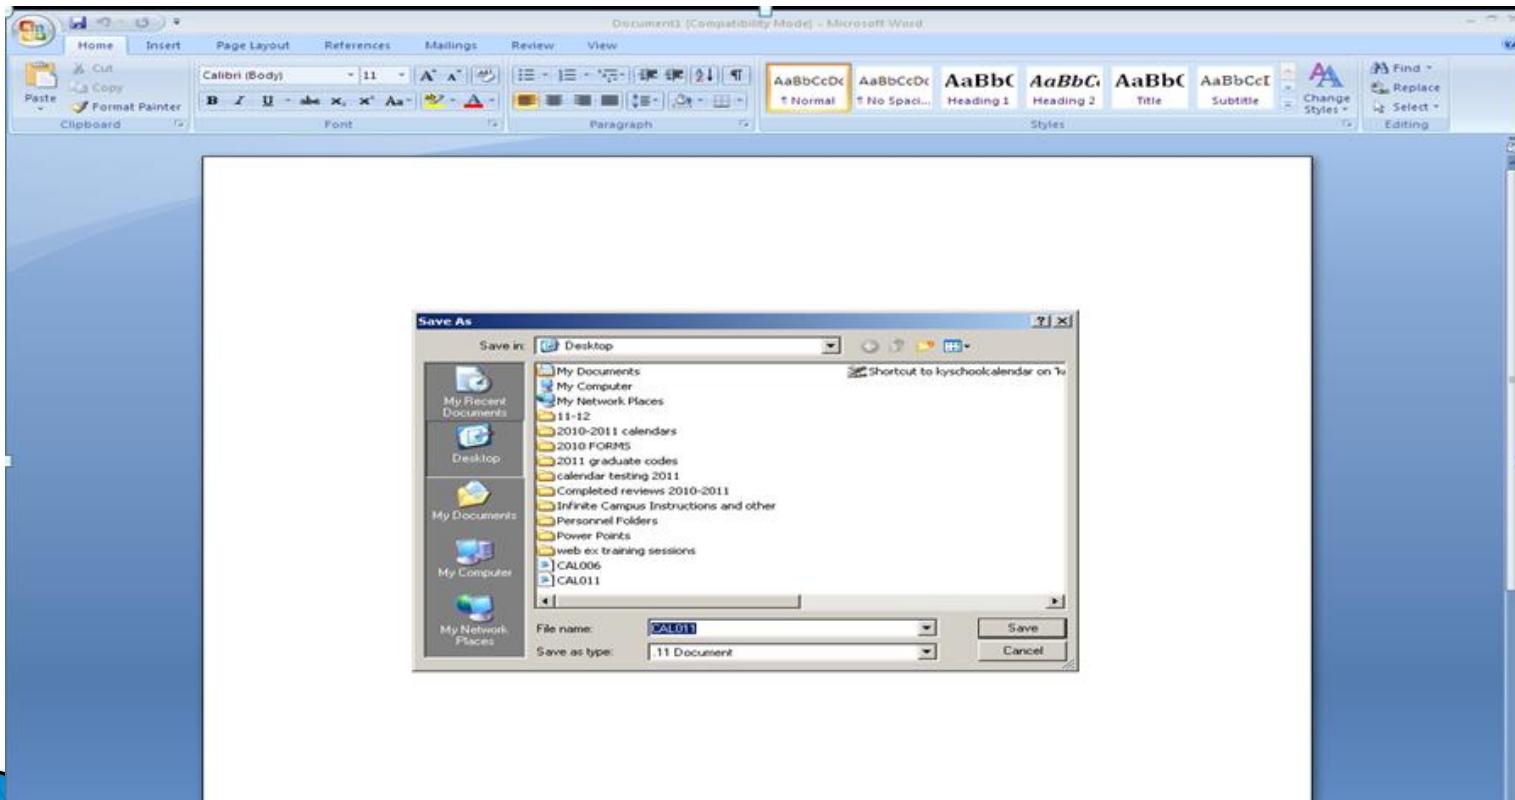 Document1 [Compatibility Mode] - Microsoft Word
Home Insert Page Layout References Mailings Review View
Cut
Copy
Paste
Format Painter
Clipboard
Calibri (Body) 11
B I U abc x, x² Aa A
Font
Paragraph
AaBbCcDc AaBbCcDc AaBbC AaBbC AaBbC AaBbCcI
¶ Normal ¶ No Spaci... Heading 1 Heading 2 Title Subtitle
Change
Styles
Styles
Find
Replace
Select
Editing
Save As
Save in: Desktop
My Recent
Documents
Desktop
My Documents
My Computer
My Network
Places
My Documents
My Computer
My Network Places
11-12
2010-2011 calendars
2010 FORMS
2011 graduate codes
calendar testing 2011
Completed reviews 2010-2011
Infinite Campus Instructions and other
Personnel Folders
Power Points
web ex training sessions
CAL006
CAL011
Shortcut to kyschoolcalendar on
File name: CAL011 Save
Save as type: .11 Document Cancel